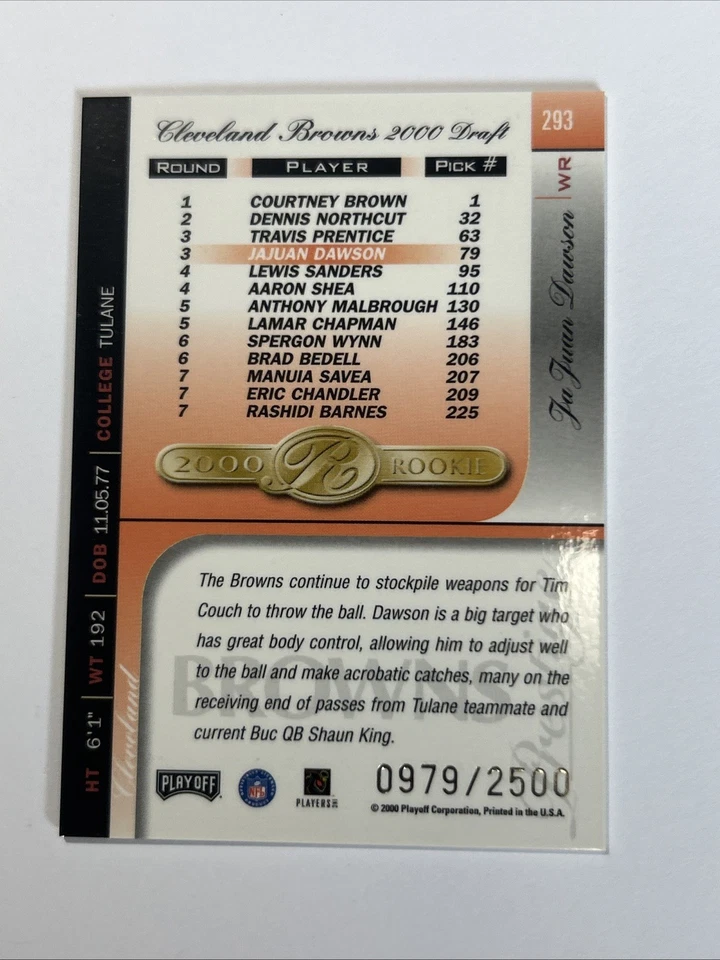 Cleveland Browns 2000 Draft
293
WR
Ja Juan Dawson
ROUND PLAYER PICK #
1 COURTNEY BROWN 1
2 DENNIS NORTHCUT 32
3 TRAVIS PRENTICE 63
3 JAJUAN DAWSON 79
4 LEWIS SANDERS 95
4 AARON SHEA 110
5 ANTHONY MALBROUGH 130
5 LAMAR CHAPMAN 146
6 SPERGON WYNN 183
6 BRAD BEDELL 206
7 MANUIA SAVEA 207
7 ERIC CHANDLER 209
7 RASHIDI BARNES 225
2000 R ROOKIE
HT 6'1" WT 192 DOB 11.05.77 COLLEGE TULANE
Cleveland
BROWNS
Prestige
The Browns continue to stockpile weapons for Tim
Couch to throw the ball. Dawson is a big target who
has great body control, allowing him to adjust well
to the ball and make acrobatic catches, many on the
receiving end of passes from Tulane teammate and
current Buc QB Shaun King.
PLAYOFF NFL PLAYERS INC 0979/2500
© 2000 Playoff Corporation, Printed in the U.S.A.